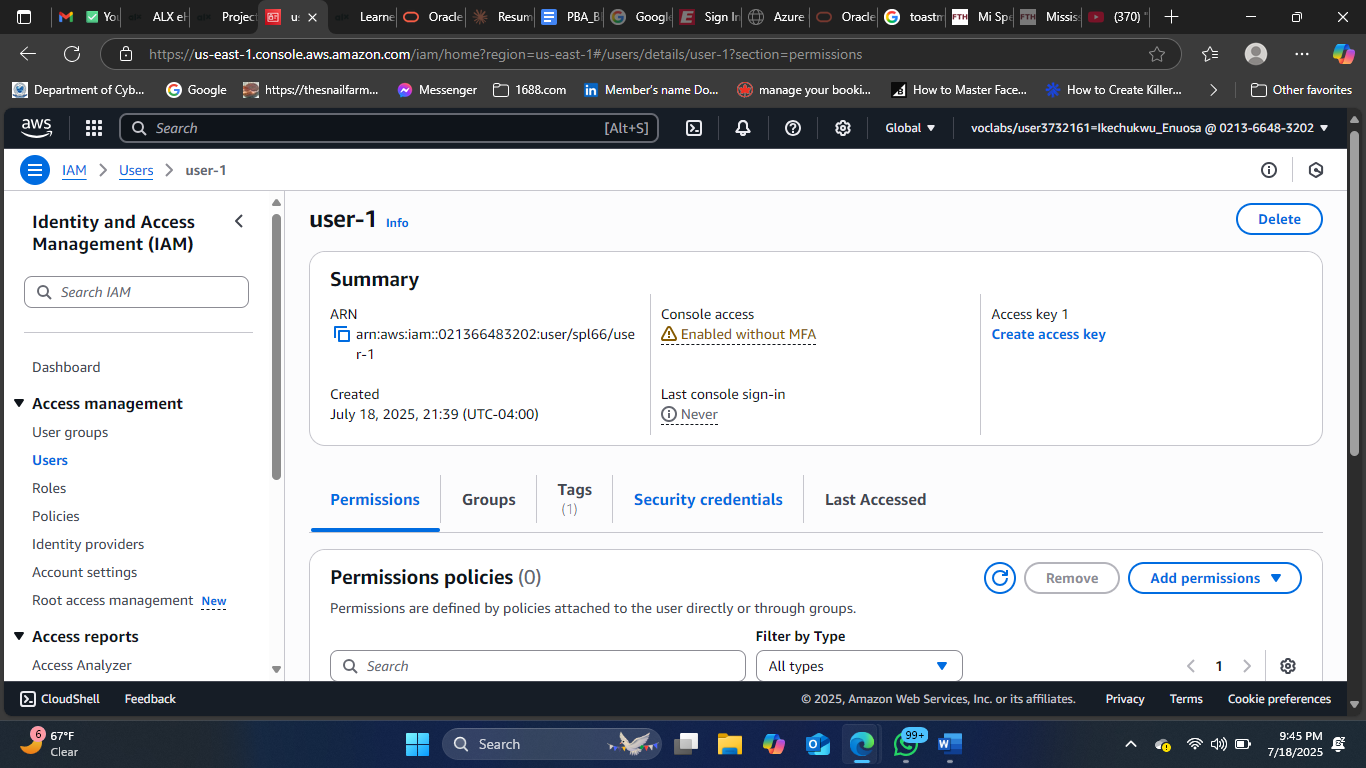 Yo
ALX eH
Project
us
Learne
Oracle
Resum
PBA_B
Google
Sign In
Azure
Oracle
toastm
FTH Mi Spe
FTH Missis
(370) "
https://us-east-1.console.aws.amazon.com/iam/home?region=us-east-1#/users/details/user-1?section=permissions
Department of Cyb...
Google
https://thesnailfarm...
Messenger
1688.com
in Member's name Do...
manage your booki...
How to Master Face...
How to Create Killer...
Other favorites
aws
Search [Alt+S]
Global
voclabs/user3732161=Ikechukwu_Enuosa @ 0213-6648-3202
IAM
Users
user-1
Identity and Access
Management (IAM)
Search IAM
Dashboard
Access management
User groups
Users
Roles
Policies
Identity providers
Account settings
Root access management New
Access reports
Access Analyzer
user-1 Info
Delete
Summary
ARN
arn:aws:iam::021366483202:user/spl66/use
r-1
Created
July 18, 2025, 21:39 (UTC-04:00)
Console access
Enabled without MFA
Last console sign-in
Never
Access key 1
Create access key
Permissions
Groups
Tags
(1)
Security credentials
Last Accessed
Permissions policies (0)
Remove
Add permissions
Permissions are defined by policies attached to the user directly or through groups.
Filter by Type
Search
All types
1
CloudShell
Feedback
© 2025, Amazon Web Services, Inc. or its affiliates.
Privacy
Terms
Cookie preferences
6
67°F
Clear
Search
99+
9:45 PM
7/18/2025